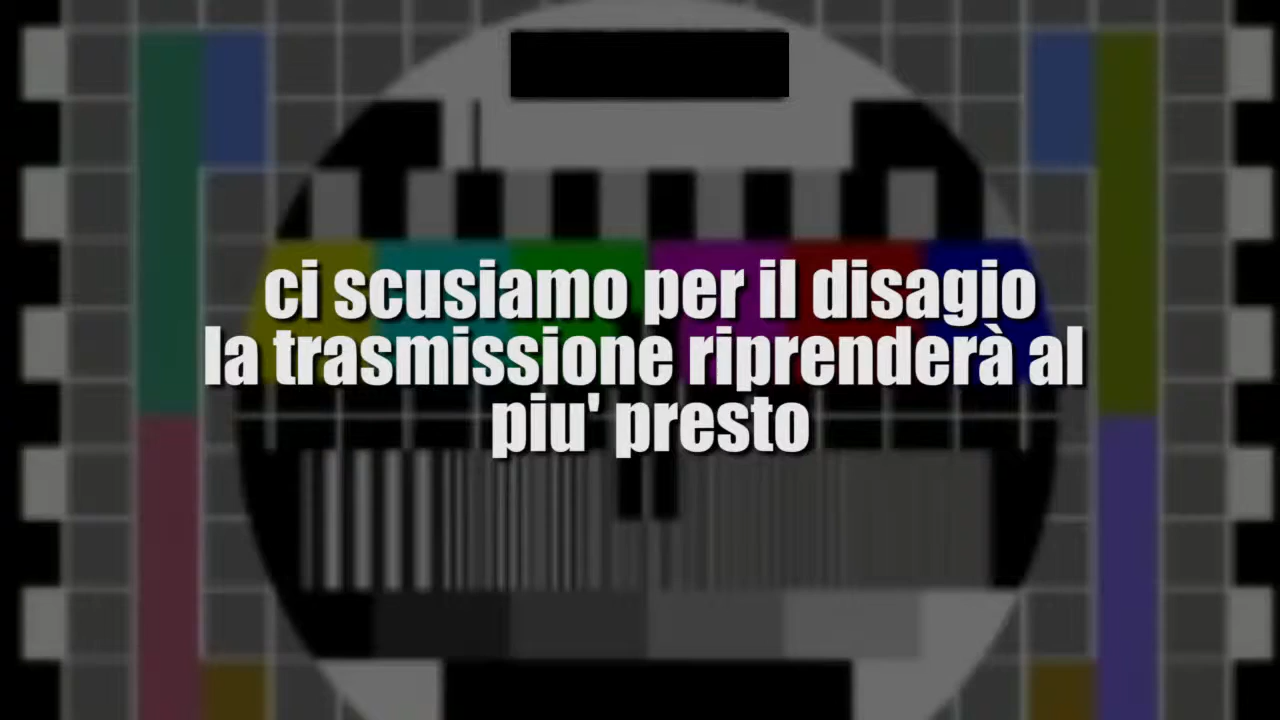 ci scusiamo per il disagio
la trasmissione riprenderà al
piu' presto